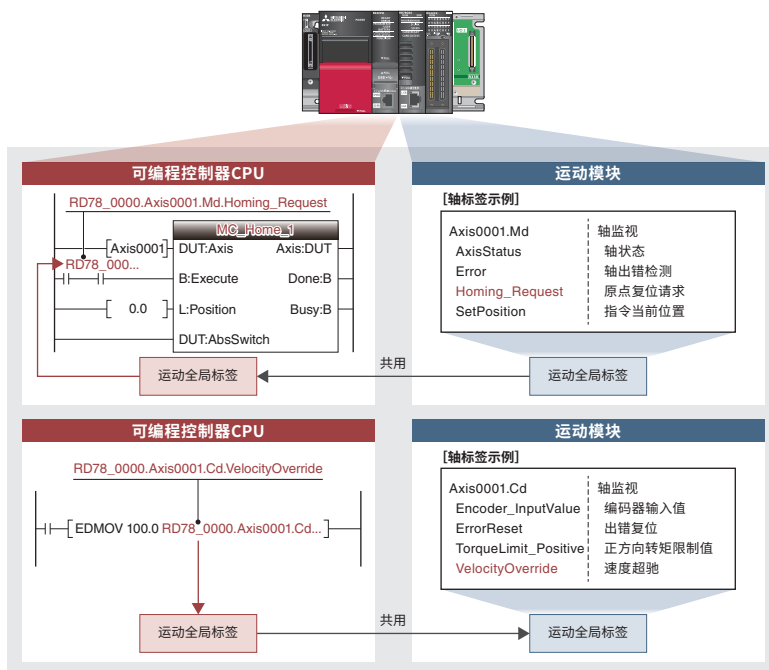 可编程控制器CPU
RD78_0000.Axis0001.Md.Homing_Request
MC_Home_1
[Axis0001] DUT:Axis Axis:DUT
RD78_000...
B:Execute Done:B
[ 0.0 ] L:Position Busy:B
DUT:AbsSwitch
运动全局标签
运动模块
[轴标签示例]
Axis0001.Md 轴监视
AxisStatus 轴状态
Error 轴出错检测
Homing_Request 原点复位请求
SetPosition 指令当前位置
运动全局标签
共用
可编程控制器CPU
RD78_0000.Axis0001.Cd.VelocityOverride
[EDMOV 100.0 RD78_0000.Axis0001.Cd...]
运动全局标签
运动模块
[轴标签示例]
Axis0001.Cd 轴监视
Encoder_InputValue 编码器输入值
ErrorReset 出错复位
TorqueLimit_Positive 正方向转矩限制值
VelocityOverride 速度超驰
运动全局标签
共用